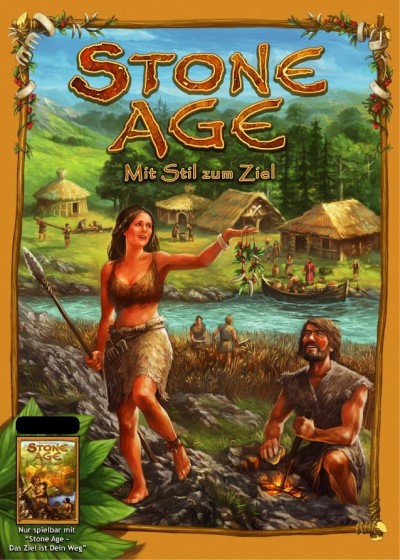 STONE
AGE
Mit Stil zum Ziel
STONE
AGE
Nur spielbar mit
"Stone Age -
Das Ziel ist Dein Weg"